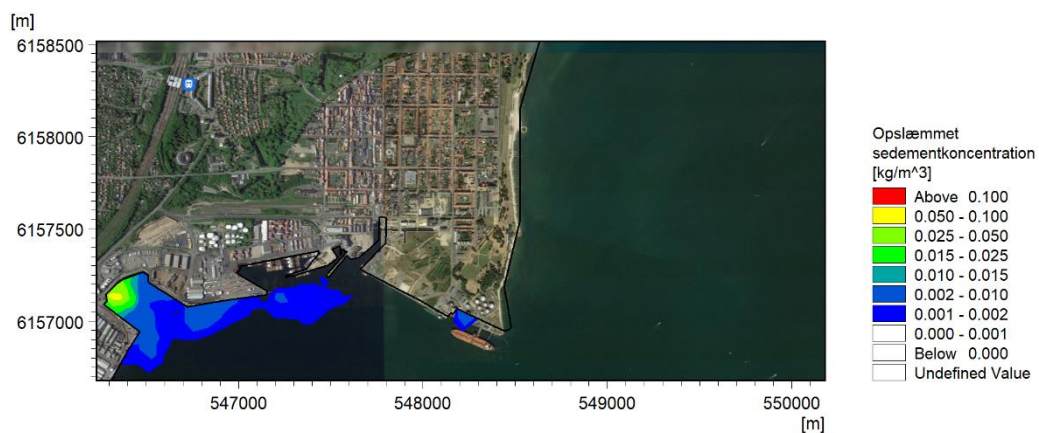 [m]
6158500
6158000
6157500
6157000
547000
548000
549000
550000
[m]
Opslæmmet
sedementkoncentration
[kg/m^3]
Above 0.100
0.050 - 0.100
0.025 - 0.050
0.015 - 0.025
0.010 - 0.015
0.002 - 0.010
0.001 - 0.002
0.000 - 0.001
Below 0.000
Undefined Value